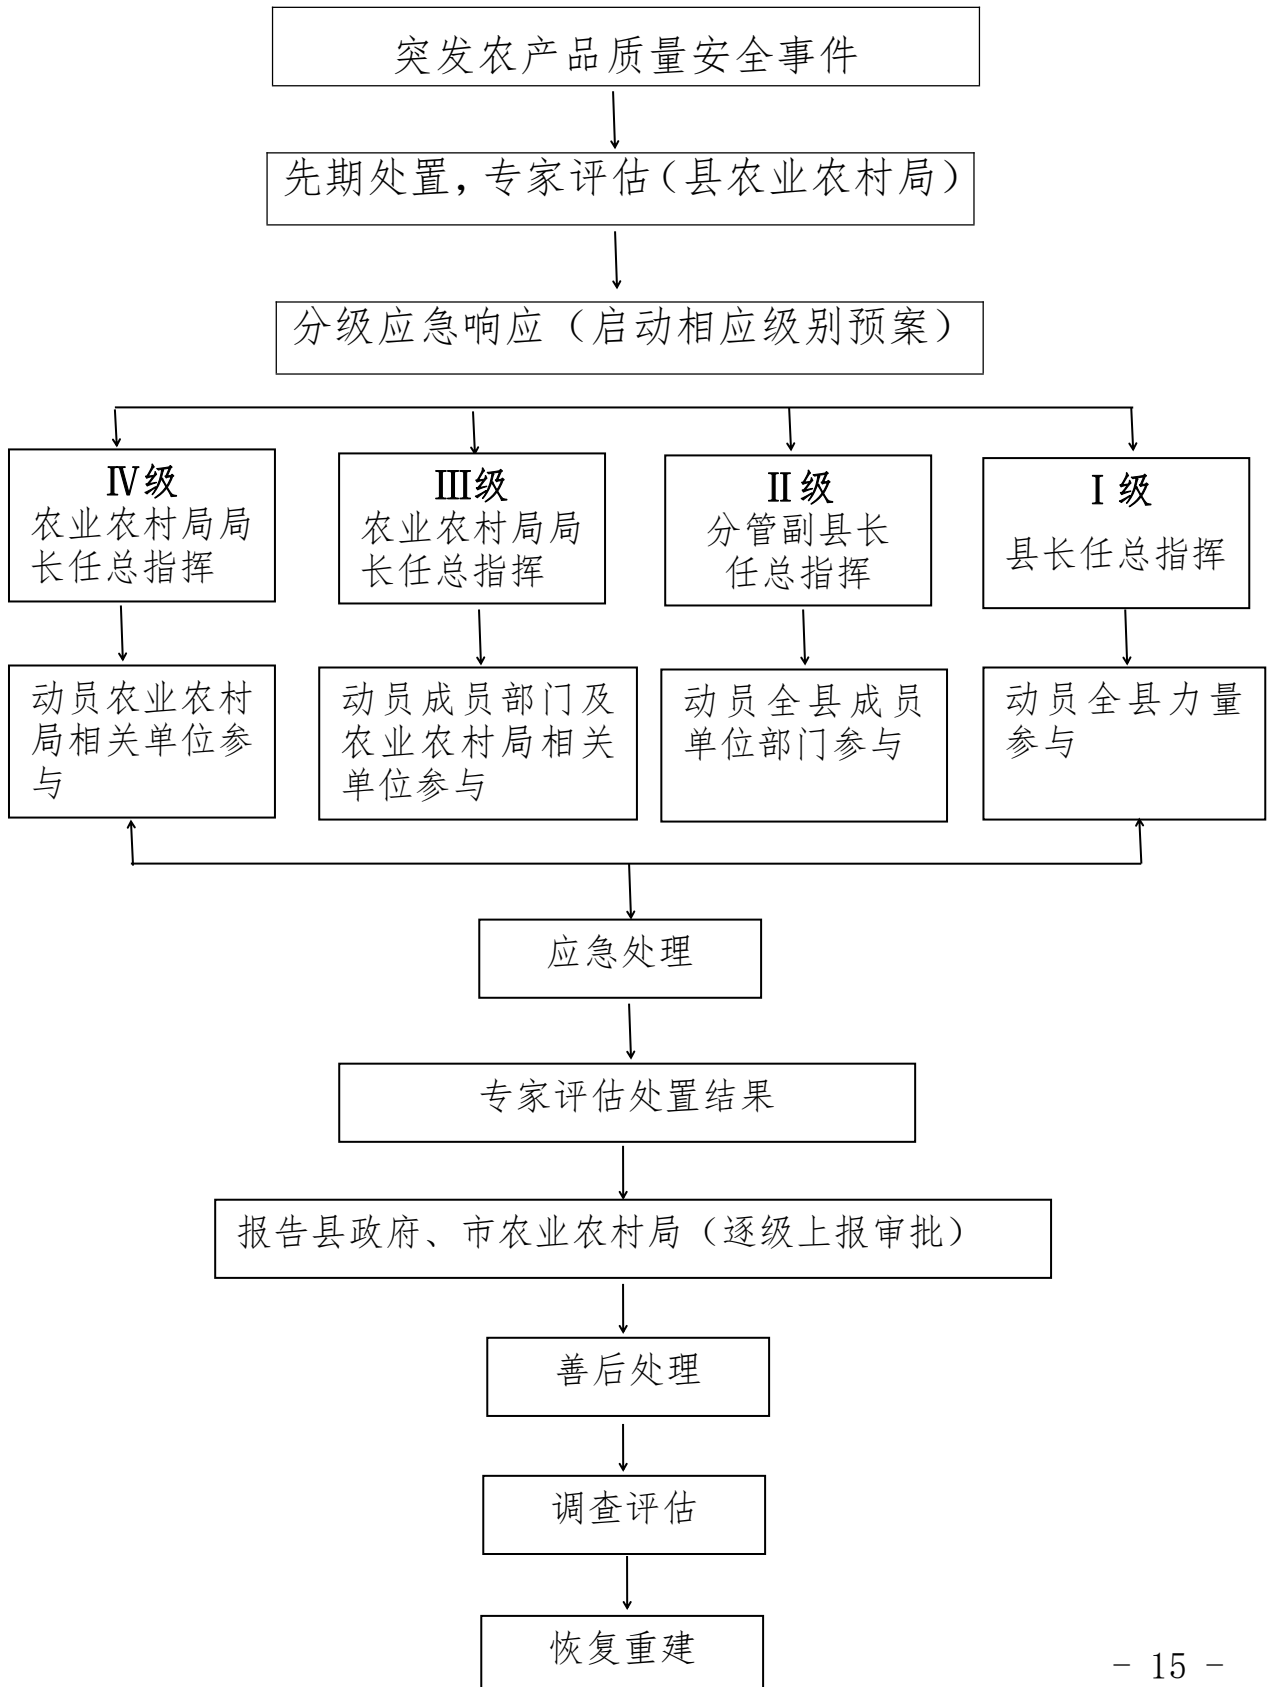 突发农产品质量安全事件
先期处置，专家评估（县农业农村局）
分级应急响应（启动相应级别预案）
Ⅳ级
农业农村局局
长任总指挥
Ⅲ级
农业农村局局
长任总指挥
Ⅱ级
分管副县长
任总指挥
Ⅰ级
县长任总指挥
动员农业农村
局相关单位参
与
动员成员部门及
农业农村局相关
单位参与
动员全县成员
单位部门参与
动员全县力量
参与
应急处理
专家评估处置结果
报告县政府、市农业农村局（逐级上报审批）
善后处理
调查评估
恢复重建
- 15 -